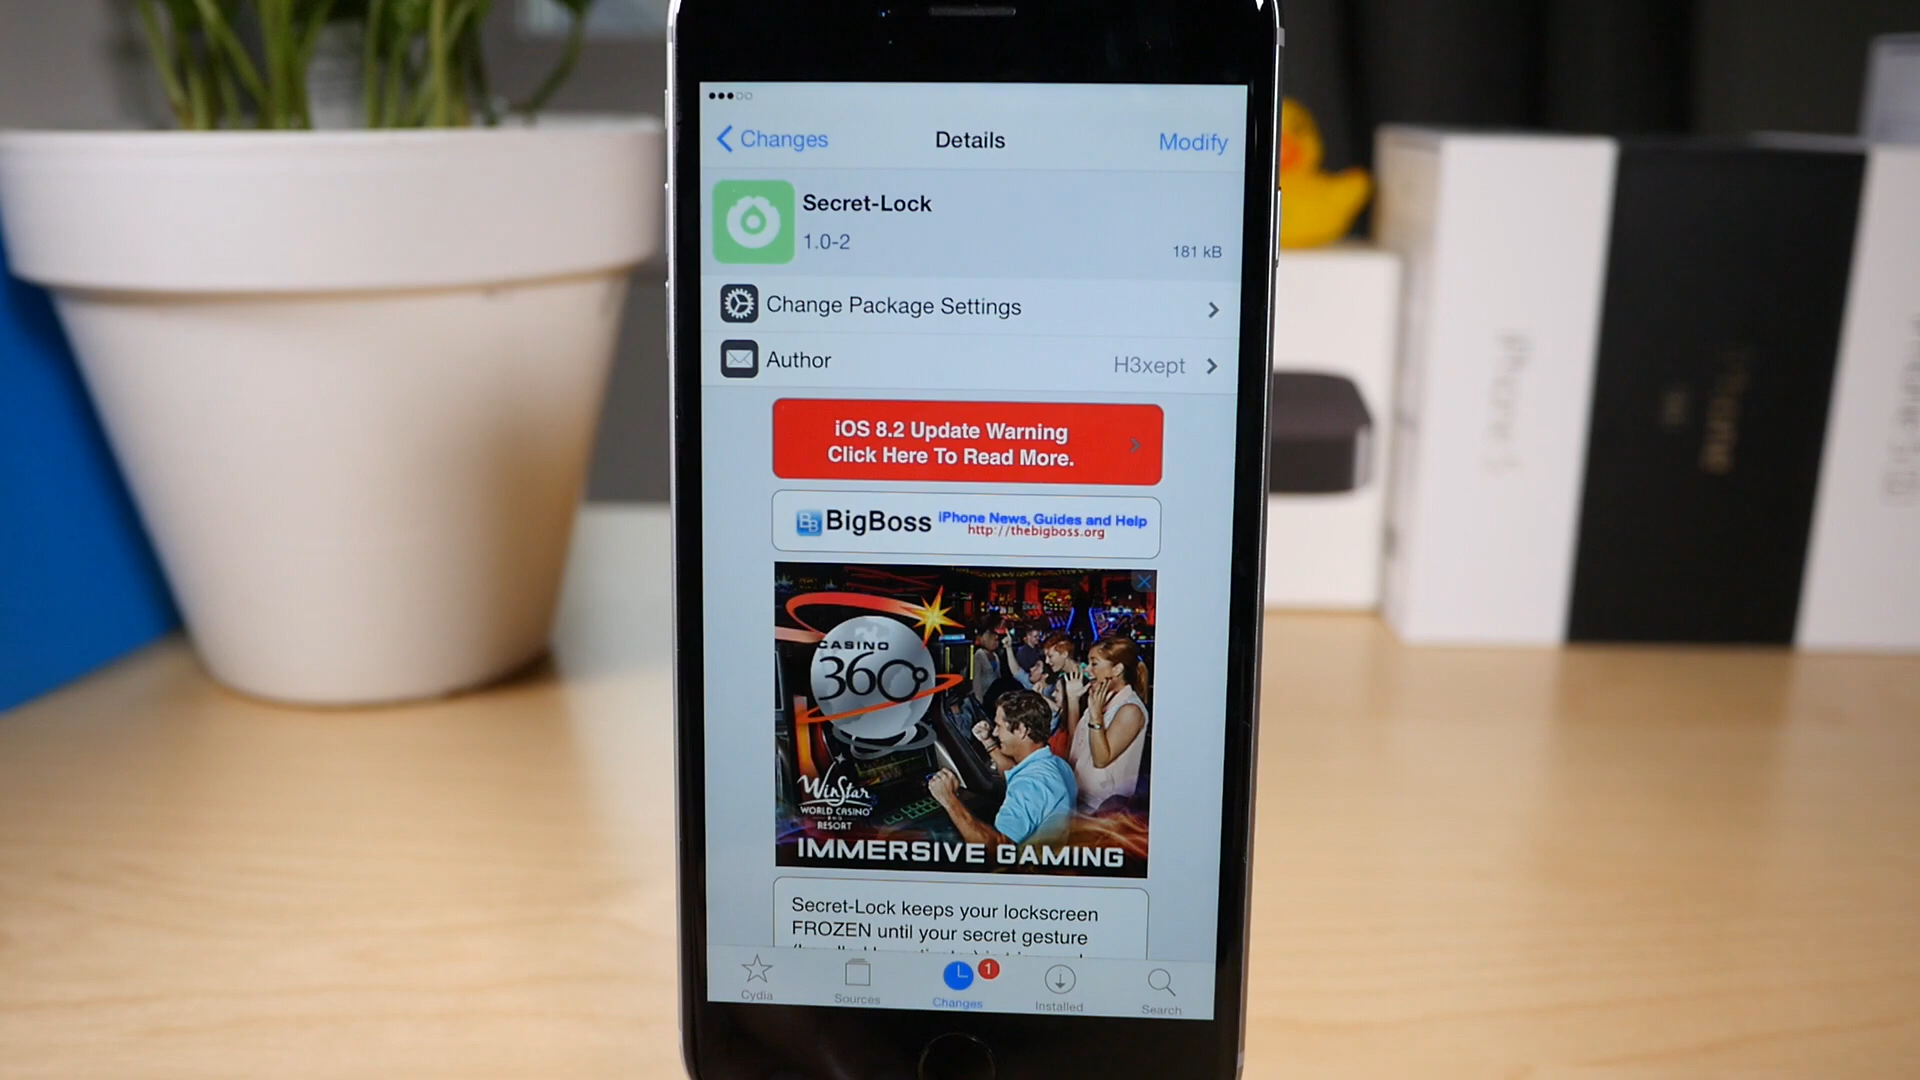 Changes
Details
Modify
Secret-Lock
1.0-2
181 kB
Change Package Settings
Author
H3xept
iOS 8.2 Update Warning
Click Here To Read More.
BigBoss
iPhone News, Guides and Help
http://thebigboss.org
CASINO
360°
WinStar
WORLD CASINO
AND
RESORT
IMMERSIVE GAMING
Secret-Lock keeps your lockscreen
FROZEN until your secret gesture
Cydia
Sources
Changes
1
Installed
Search
iPhone
iPhone